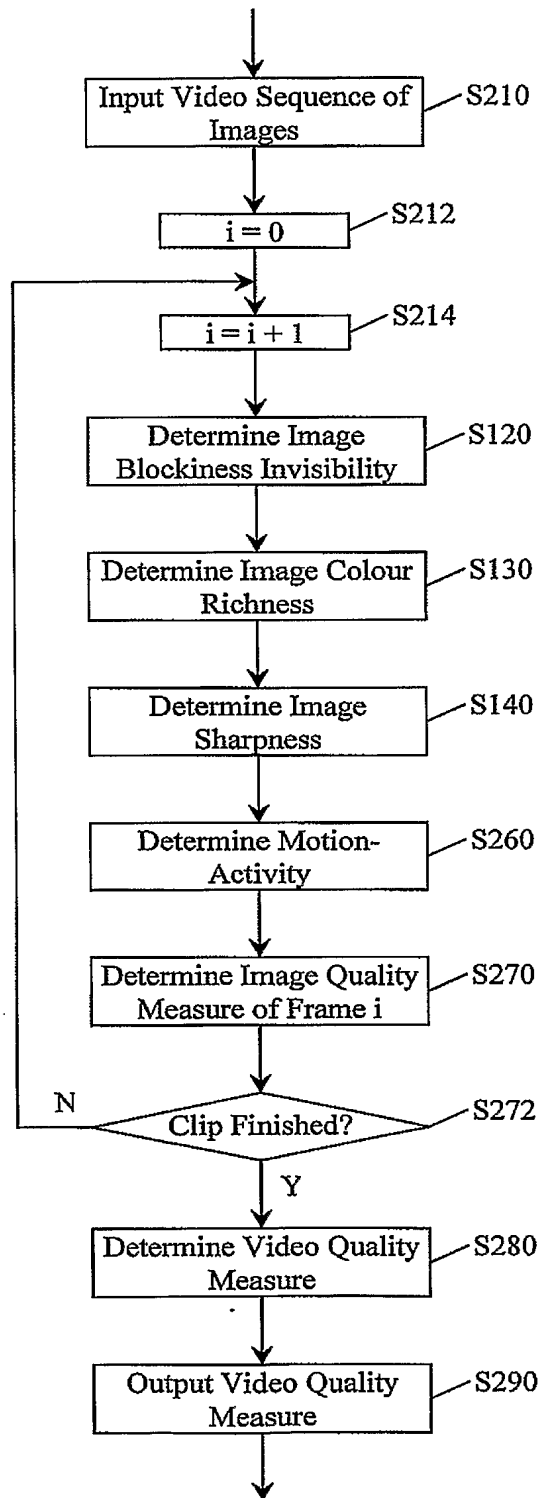 Input Video Sequence of
Images
S210
i = 0
S212
i = i + 1
S214
Determine Image
Blockiness Invisibility
S120
Determine Image Colour
Richness
S130
Determine Image
Sharpness
S140
Determine Motion-
Activity
S260
Determine Image Quality
Measure of Frame i
S270
N
Clip Finished?
S272
Y
Determine Video Quality
Measure
S280
Output Video Quality
Measure
S290